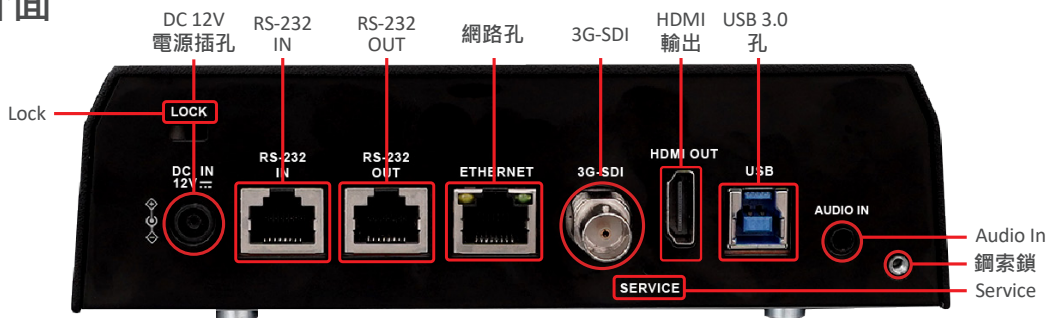 面
DC 12V
電源插孔
RS-232
IN
RS-232
OUT
網路孔
3G-SDI
HDMI
輸出
USB 3.0
孔
Lock
LOCK
DC IN
12V
RS-232
IN
RS-232
OUT
ETHERNET
3G-SDI
HDMI OUT
USB
AUDIO IN
SERVICE
Audio In
鋼索鎖
Service